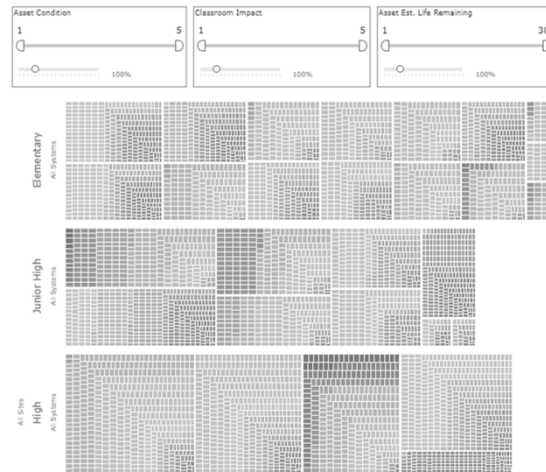 Asset Condition
1 5
100%
Classroom Impact
1 5
100%
Asset Est. Life Remaining
1 30
100%
Elementary
All Systems
Junior High
All Systems
All Sites
High
All Systems